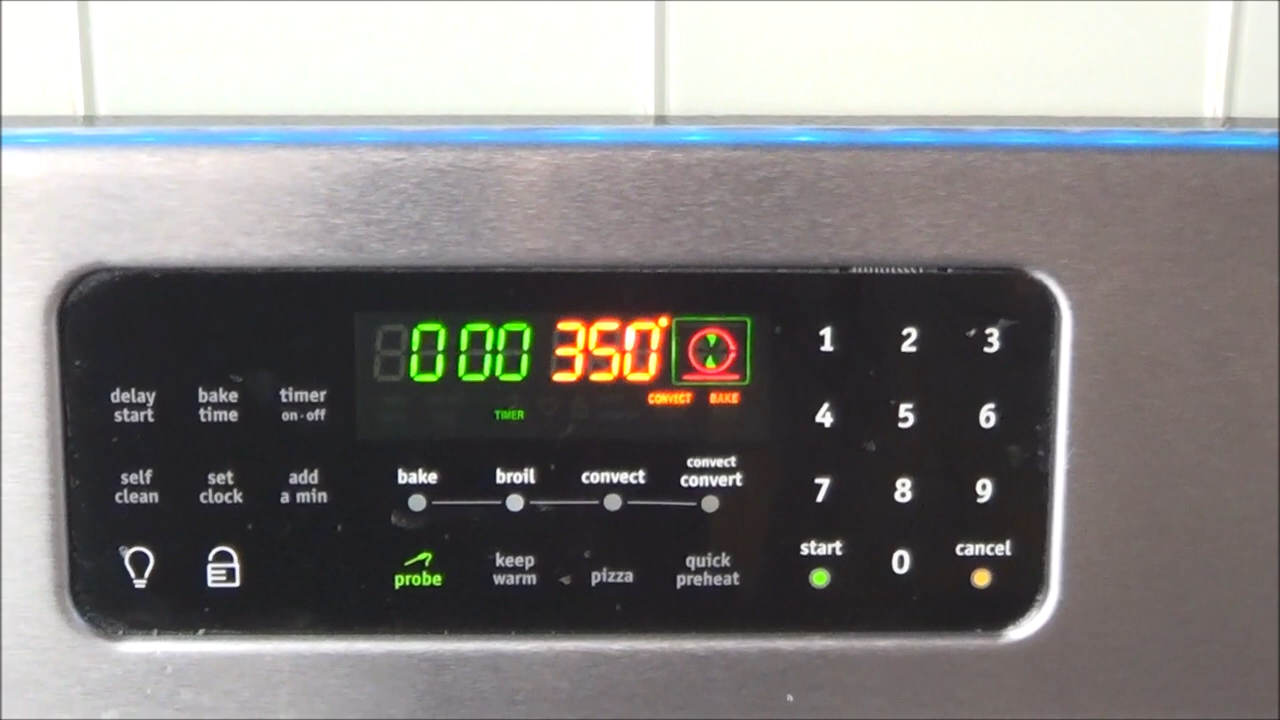 000 350°
TIMER CONVECT BAKE
delay start
bake time
timer on·off
self clean
set clock
add a min
bake
broil
convect
convect convert
probe
keep warm
pizza
quick preheat
1 2 3
4 5 6
7 8 9
start 0 cancel